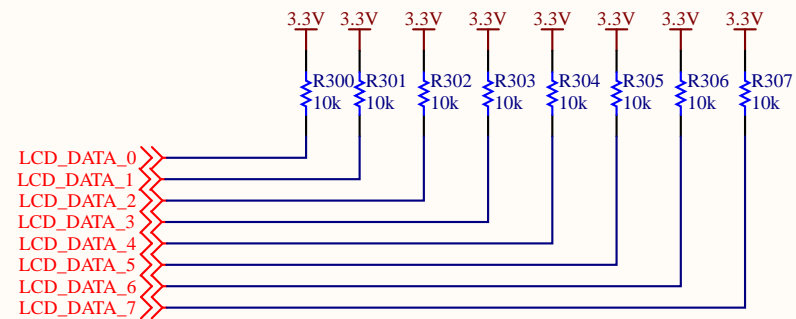 3.3V 3.3V 3.3V 3.3V 3.3V 3.3V 3.3V 3.3V
R300 R301 R302 R303 R304 R305 R306 R307
10k 10k 10k 10k 10k 10k 10k 10k
LCD_DATA_0
LCD_DATA_1
LCD_DATA_2
LCD_DATA_3
LCD_DATA_4
LCD_DATA_5
LCD_DATA_6
LCD_DATA_7